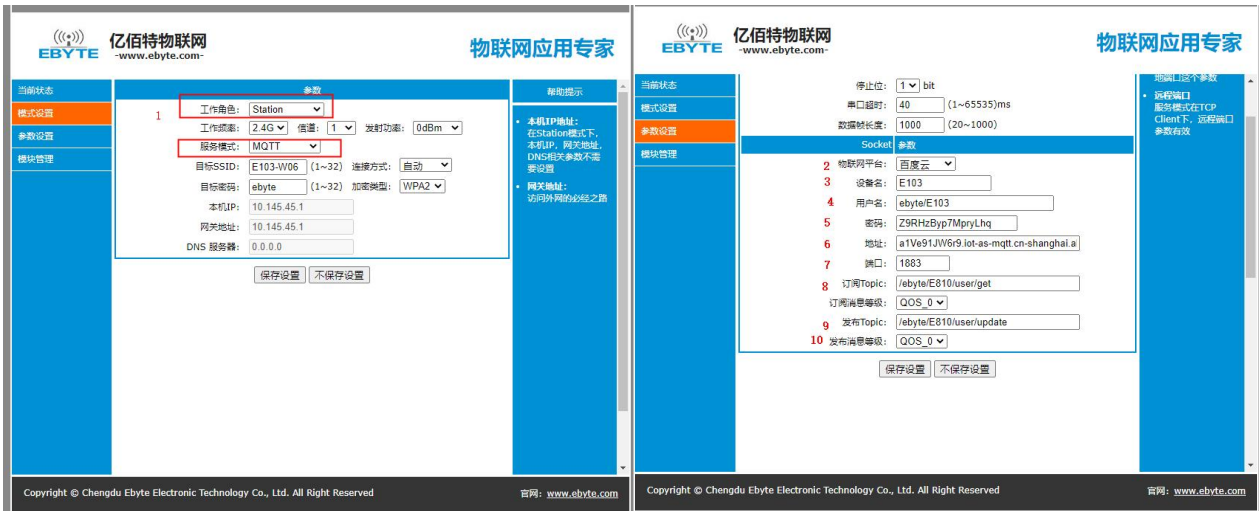 EBYTE
亿佰特物联网
-www.ebyte.com-
物联网应用专家
当前状态
模式设置
参数设置
模块管理
参数
1
工作角色： Station
工作频率： 2.4G 信道： 1 发射功率： 0dBm
服务模式： MQTT
目标SSID： E103-W06 (1~32) 连接方式： 自动
目标密码： ebyte (1~32) 加密类型： WPA2
本机IP： 10.145.45.1
网关地址： 10.145.45.1
DNS 服务器： 0.0.0.0
保存设置 不保存设置
帮助提示
• 本机IP地址：
在Station模式下，
本机IP，网关地址，
DNS相关参数不需
要设置
• 网关地址：
访问外网的必经之路
Copyright © Chengdu Ebyte Electronic Technology Co., Ltd. All Right Reserved
官网：www.ebyte.com
EBYTE
亿佰特物联网
-www.ebyte.com-
物联网应用专家
当前状态
模式设置
参数设置
模块管理
停止位： 1 bit
串口超时： 40 (1~65535)ms
数据帧长度： 1000 (20~1000)
Socket 参数
2 物联网平台： 百度云
3 设备名： E103
4 用户名： ebyte/E103
5 密码： Z9RHzByp7MpryLhq
6 地址： a1Ve91JW6r9.iot-as-mqtt.cn-shanghai.al
7 端口： 1883
8 订阅Topic： /ebyte/E810/user/get
订阅消息等级： QOS_0
9 发布Topic： /ebyte/E810/user/update
10 发布消息等级： QOS_0
保存设置 不保存设置
地端口这个参数
• 远程端口
服务模式在TCP
Client下，远程端口
参数有效
Copyright © Chengdu Ebyte Electronic Technology Co., Ltd. All Right Reserved
官网：www.ebyte.com